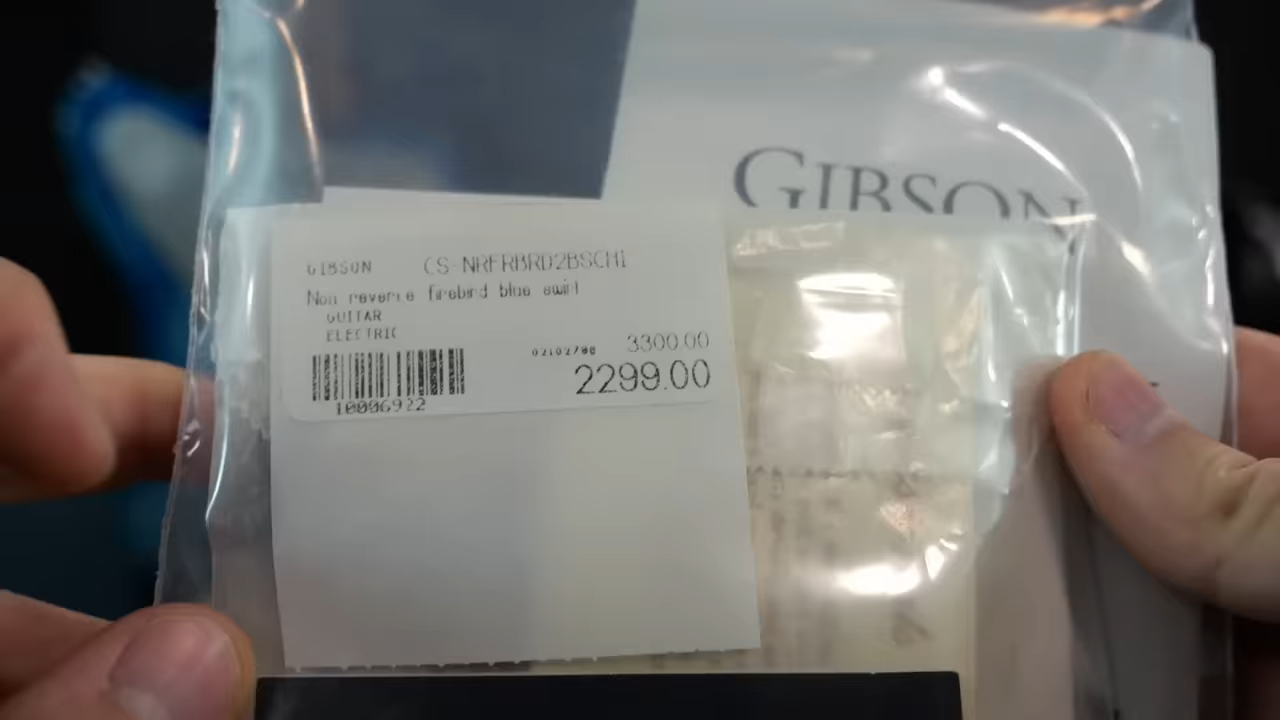 GIBSON
GIBSON CS-NRFRBRD2BSCH1
Non reverse firebird blue swirl
GUITAR
ELECTRIC
02102700 3300.00
2299.00
10006922